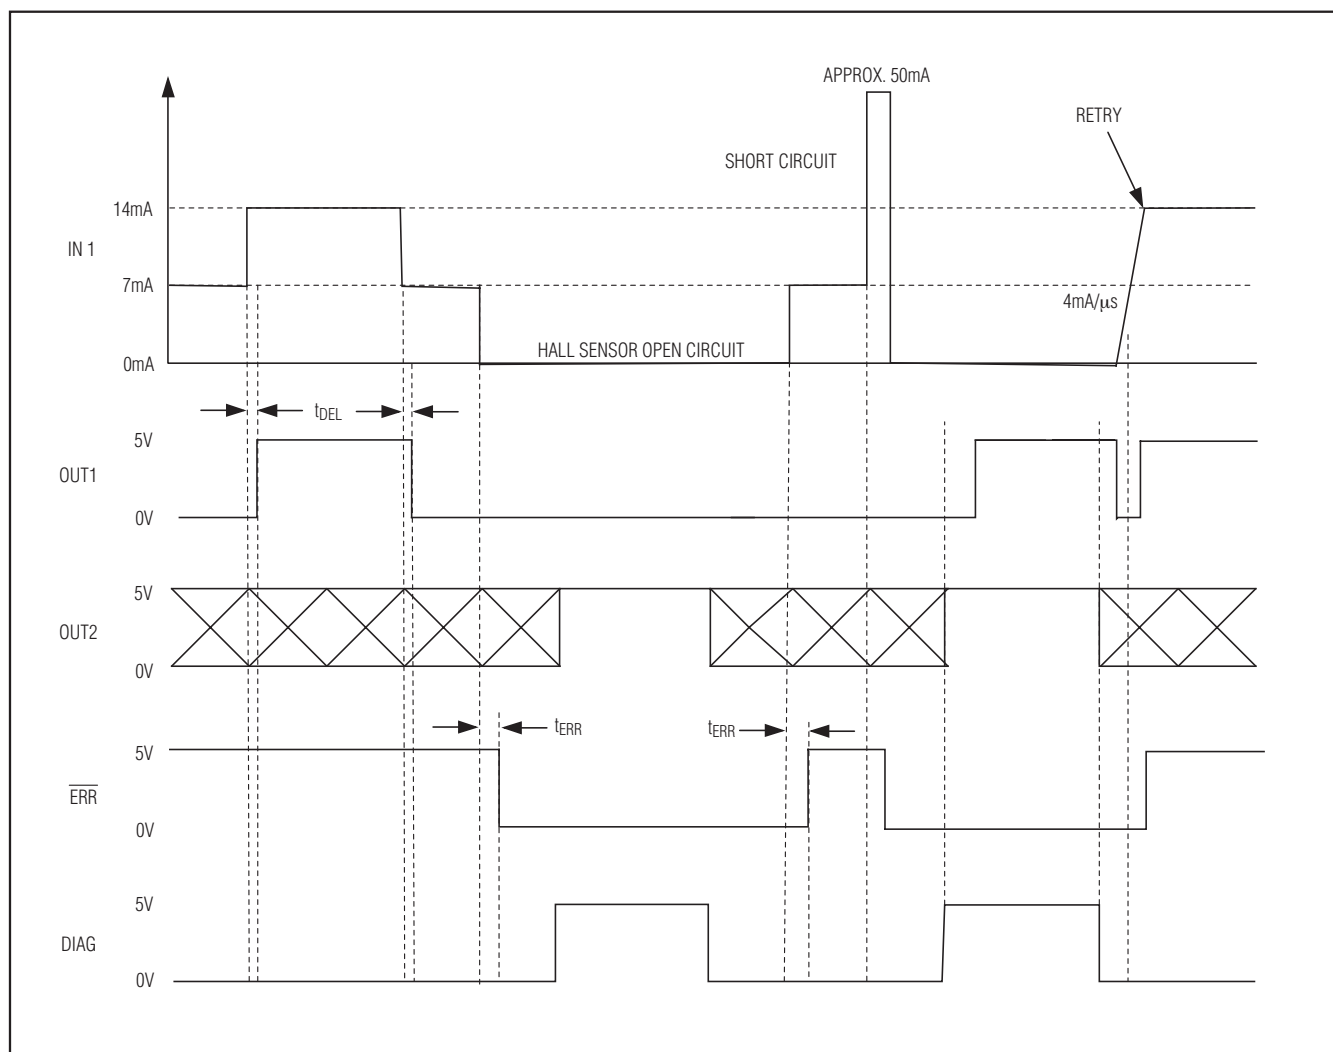 APPROX. 50mA
RETRY
SHORT CIRCUIT
14mA
IN 1
7mA
4mA/µs
HALL SENSOR OPEN CIRCUIT
0mA
tDEL
5V
OUT1
0V
5V
OUT2
0V
tERR
tERR
5V
ERR
0V
5V
DIAG
0V